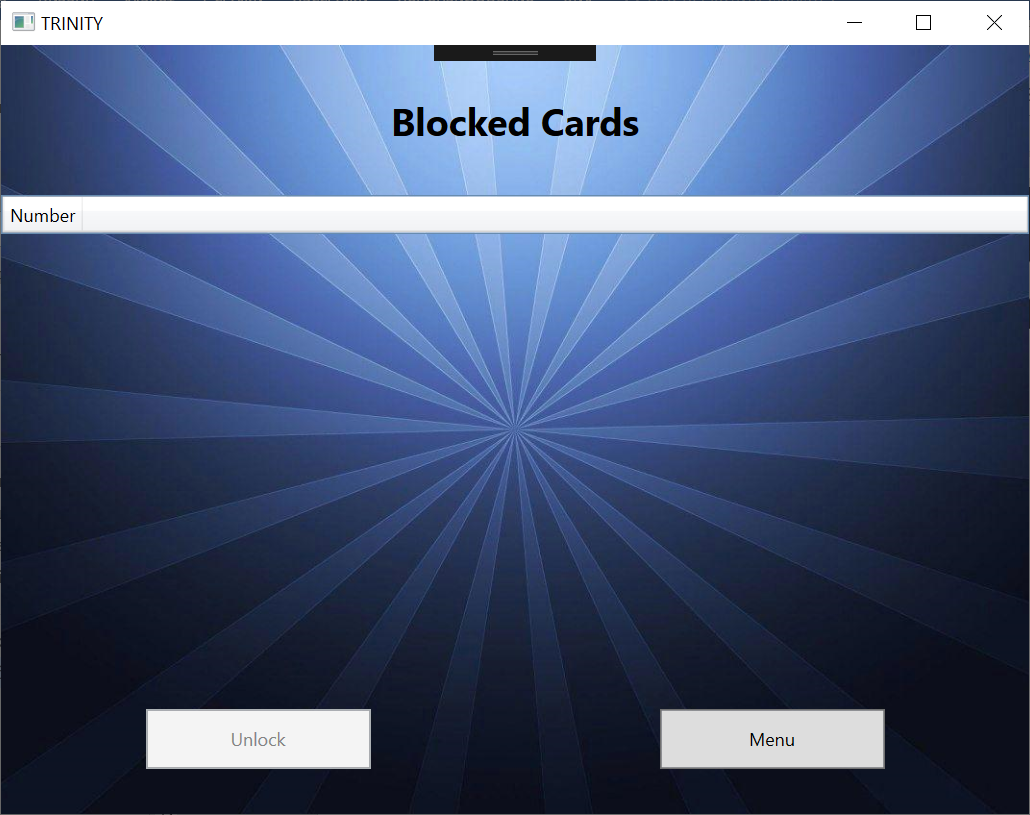 TRINITY
Blocked Cards
Number
Unlock
Menu